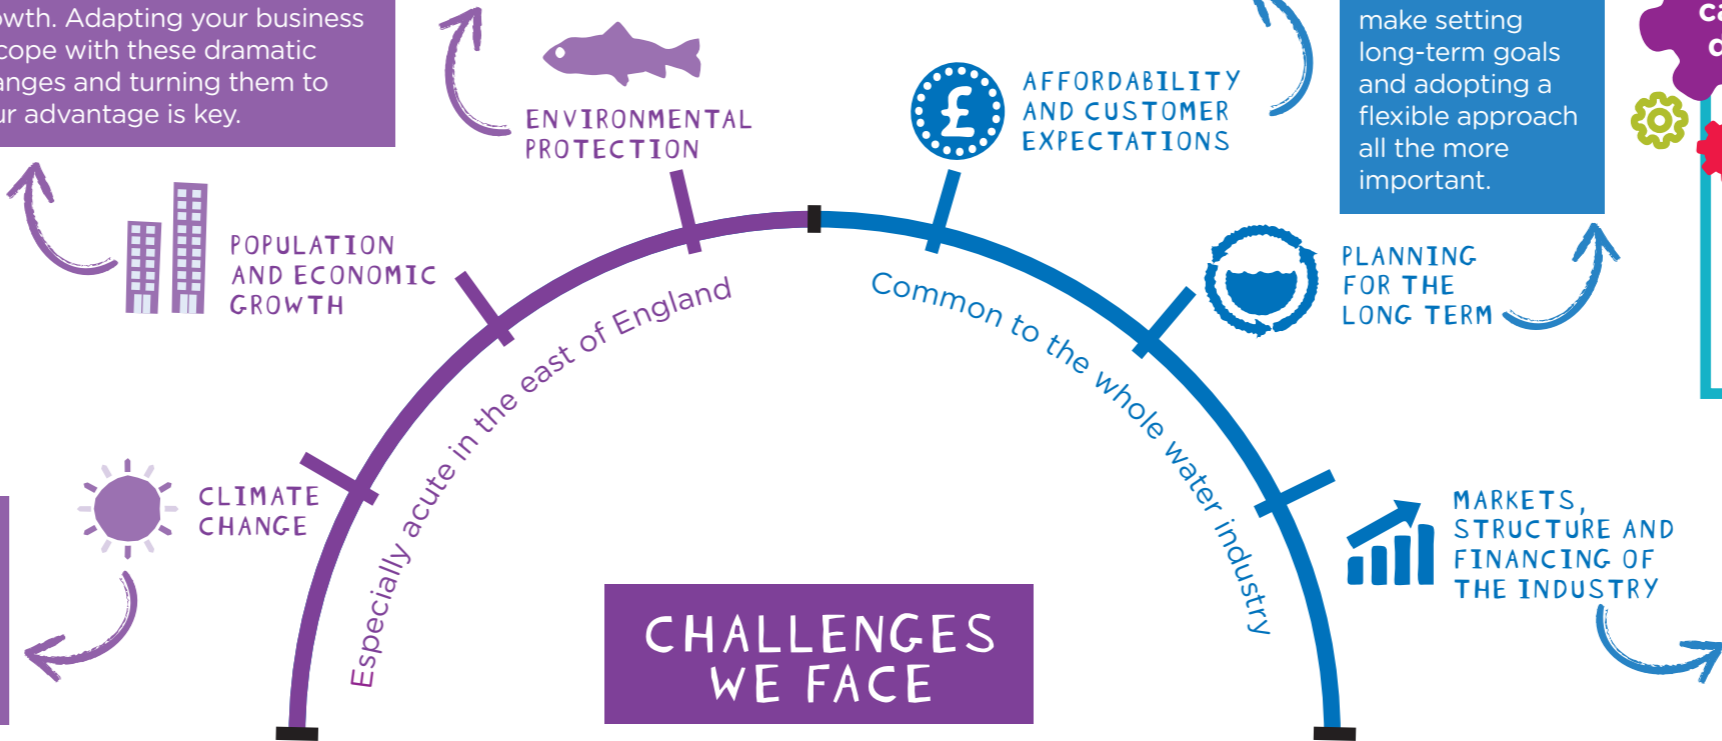 Adapting your business
cope with these dramatic
and turning them to
advantage is key.
ENVIRONMENTAL
PROTECTION
£
AFFORDABILITY
AND CUSTOMER
EXPECTATIONS
make setting
long-term goals
and adopting a
flexible approach
all the more
important.
POPULATION
AND ECONOMIC
GROWTH
PLANNING
FOR THE
LONG TERM
Especially acute in the east of England
Common to the whole water industry
CLIMATE
CHANGE
MARKETS,
STRUCTURE AND
FINANCING OF
THE INDUSTRY
CHALLENGES
WE FACE